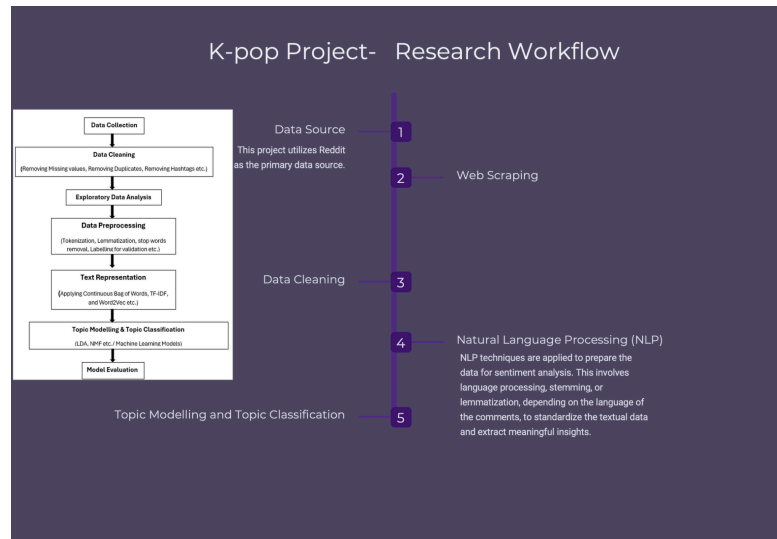 K-pop Project- Research Workflow
Data Collection
Data Cleaning
(Removing Missing values, Removing Duplicates, Removing Hashtags etc.)
Exploratory Data Analysis
Data Preprocessing
(Tokenization, Lemmatization, stop words
removal, Labelling for validation etc.)
Text Representation
(Applying Continuous Bag of Words, TF-IDF,
and Word2Vec etc.)
Topic Modelling & Topic Classification
(LDA, NMF etc./ Machine Learning Models)
Model Evaluation
Data Source
This project utilizes Reddit
as the primary data source.
1
2
Web Scraping
Data Cleaning
3
4
Natural Language Processing (NLP)
NLP techniques are applied to prepare the
data for sentiment analysis. This involves
language processing, stemming, or
lemmatization, depending on the language
of the comments, to standardize the textual data
and extract meaningful insights.
Topic Modelling and Topic Classification
5